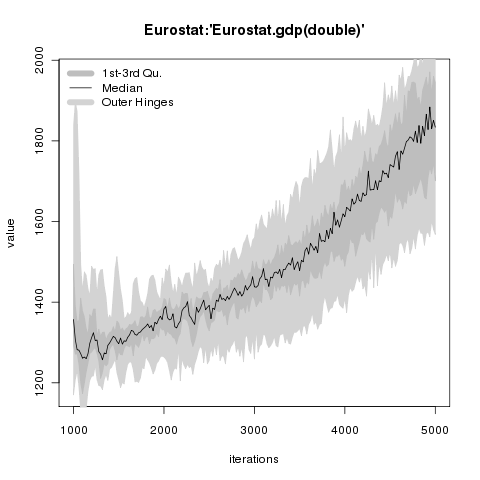 Eurostat:'Eurostat.gdp(double)'
1st-3rd Qu.
Median
Outer Hinges
value
2000
1800
1600
1400
1200
1000 2000 3000 4000 5000
iterations